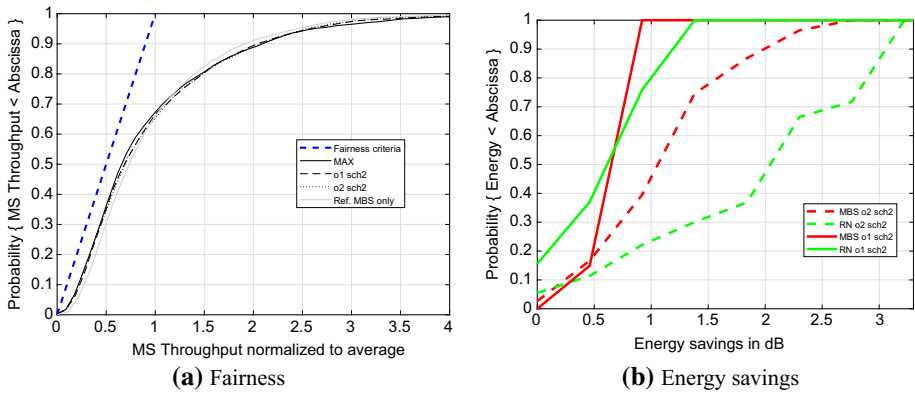 Probability { MS Throughput < Abscissa }
1
0.9
0.8
0.7
0.6
0.5
0.4
0.3
0.2
0.1
0
0 0.5 1 1.5 2 2.5 3 3.5 4
MS Throughput normalized to average
Fairness criteria
MAX
o1 sch2
o2 sch2
Ref. MBS only
(a) Fairness
Probability { Energy < Abscissa }
1
0.9
0.8
0.7
0.6
0.5
0.4
0.3
0.2
0.1
0
0 0.5 1 1.5 2 2.5 3
Energy savings in dB
MBS o2 sch2
RN o2 sch2
MBS o1 sch2
RN o1 sch2
(b) Energy savings